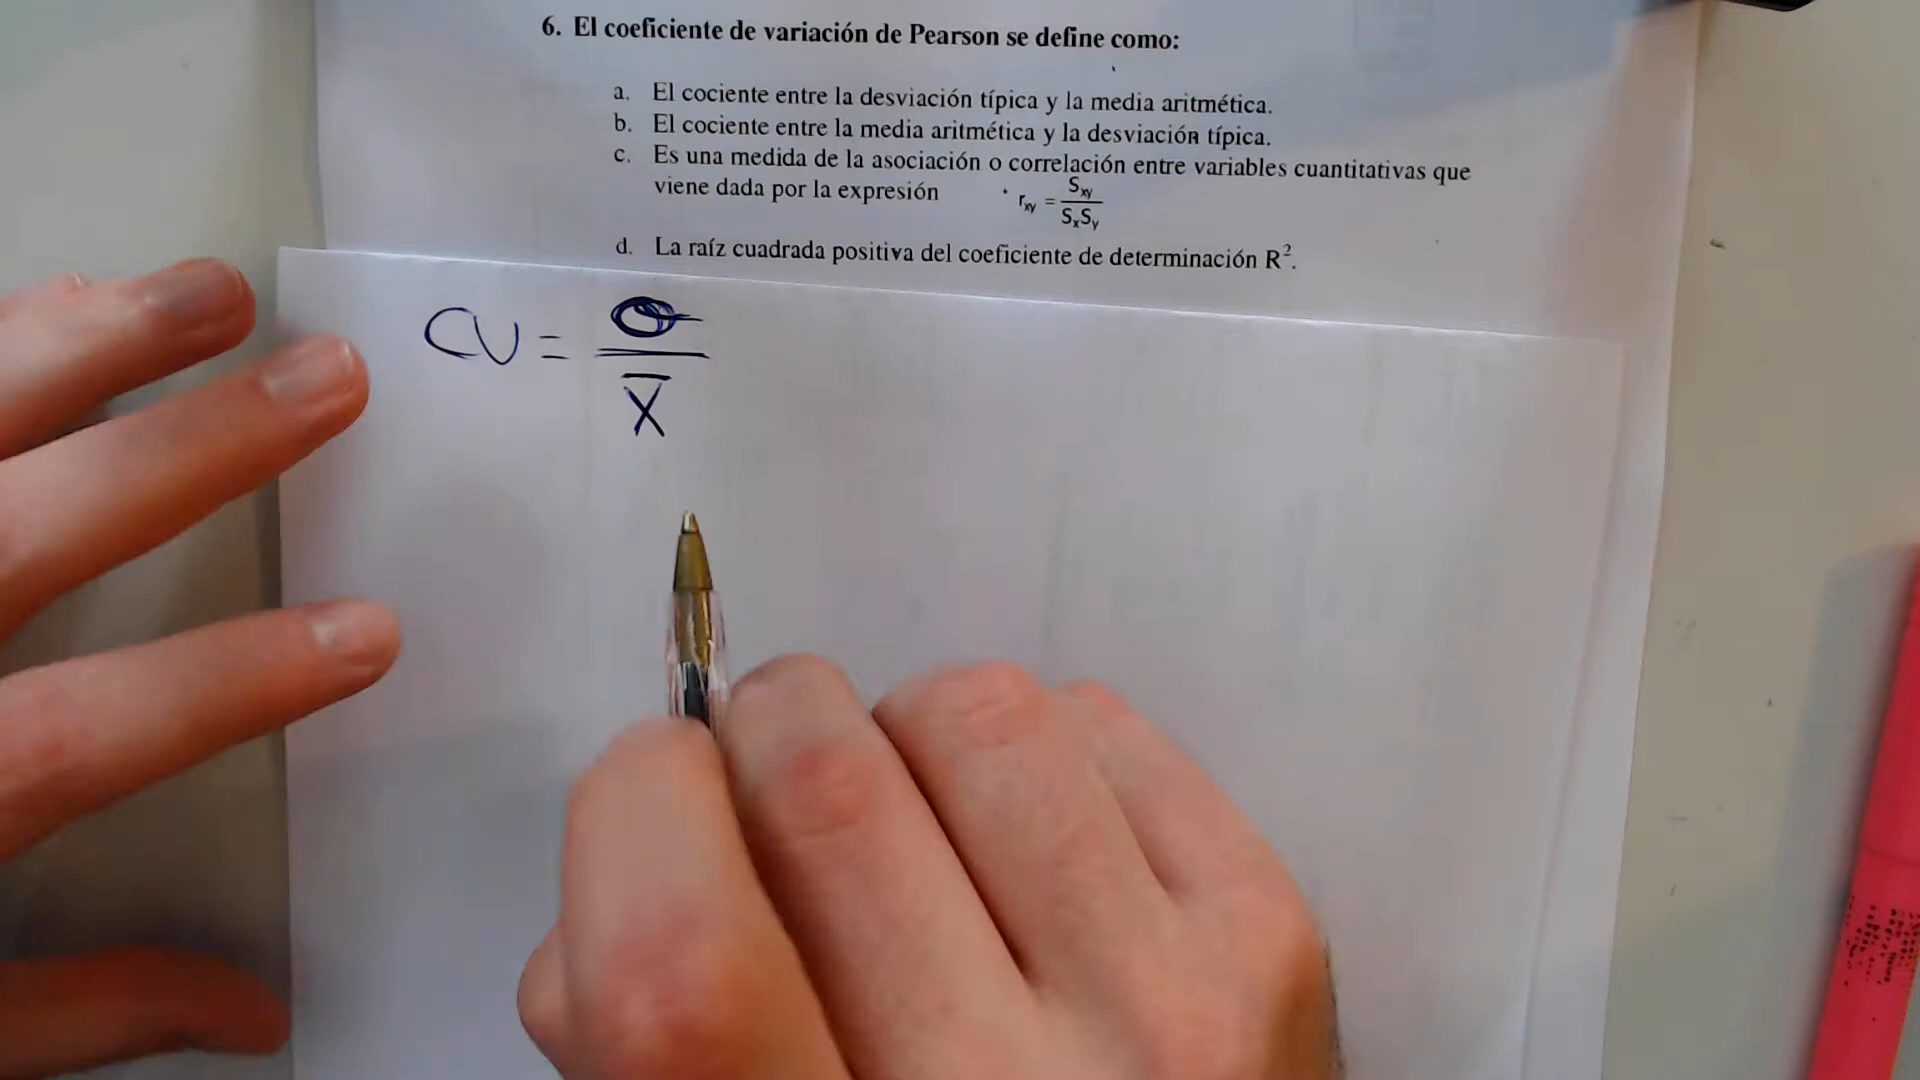 6. El coeficiente de variación de Pearson se define como:
a. El cociente entre la desviación típica y la media aritmética.
b. El cociente entre la media aritmética y la desviación típica.
c. Es una medida de la asociación o correlación entre variables cuantitativas que
viene dada por la expresión r_xy = S_xy / S_xS_y
d. La raíz cuadrada positiva del coeficiente de determinación R².
CV = σ / x̄